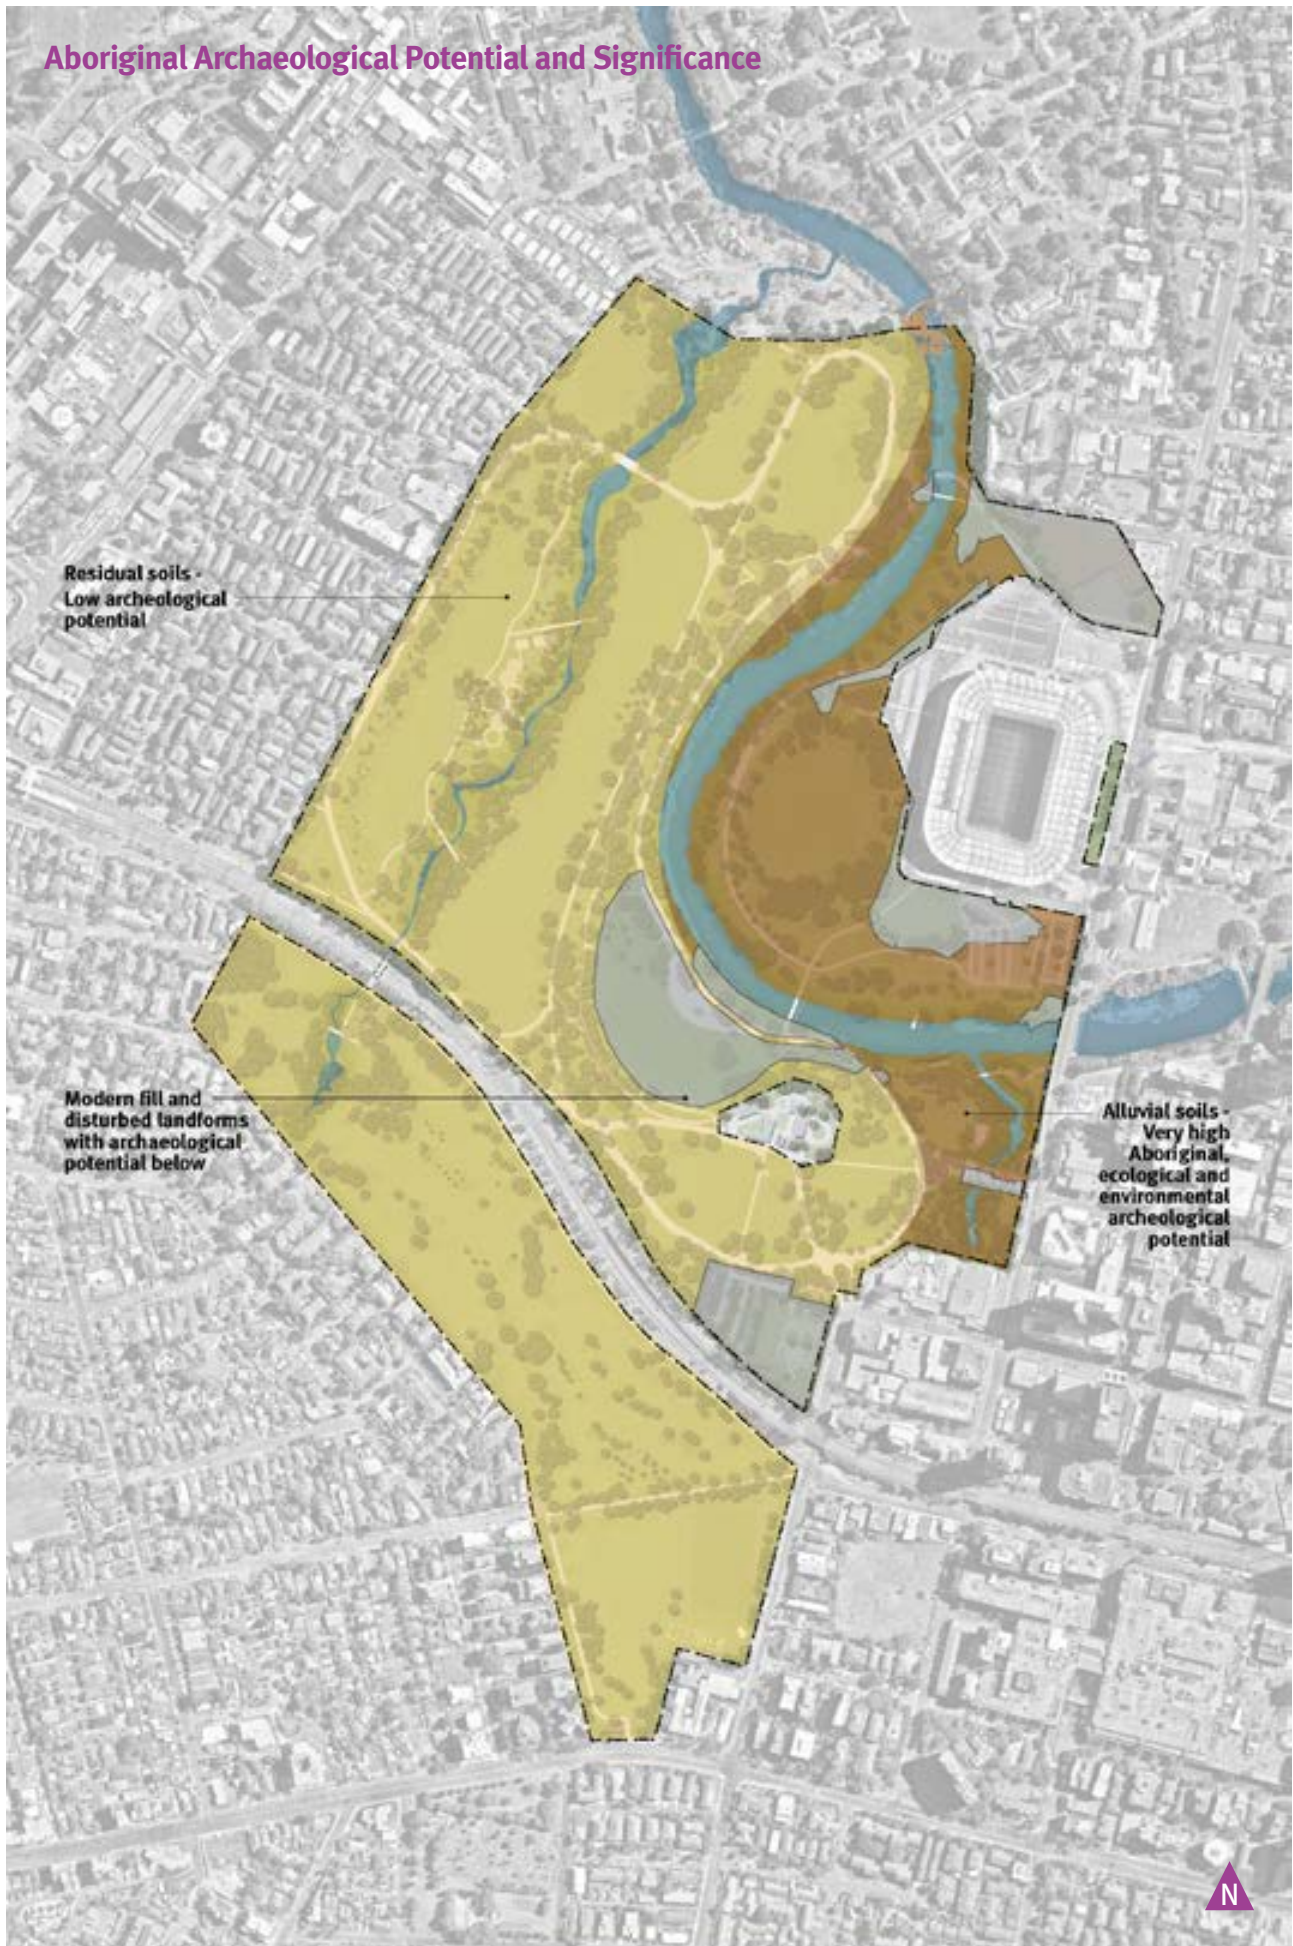 Aboriginal Archaeological Potential and Significance
Residual soils -
Low archeological
potential
Modern fill and
disturbed landforms
with archaeological
potential below
Alluvial soils -
Very high
Aboriginal,
ecological and
environmental
archeological
potential
N